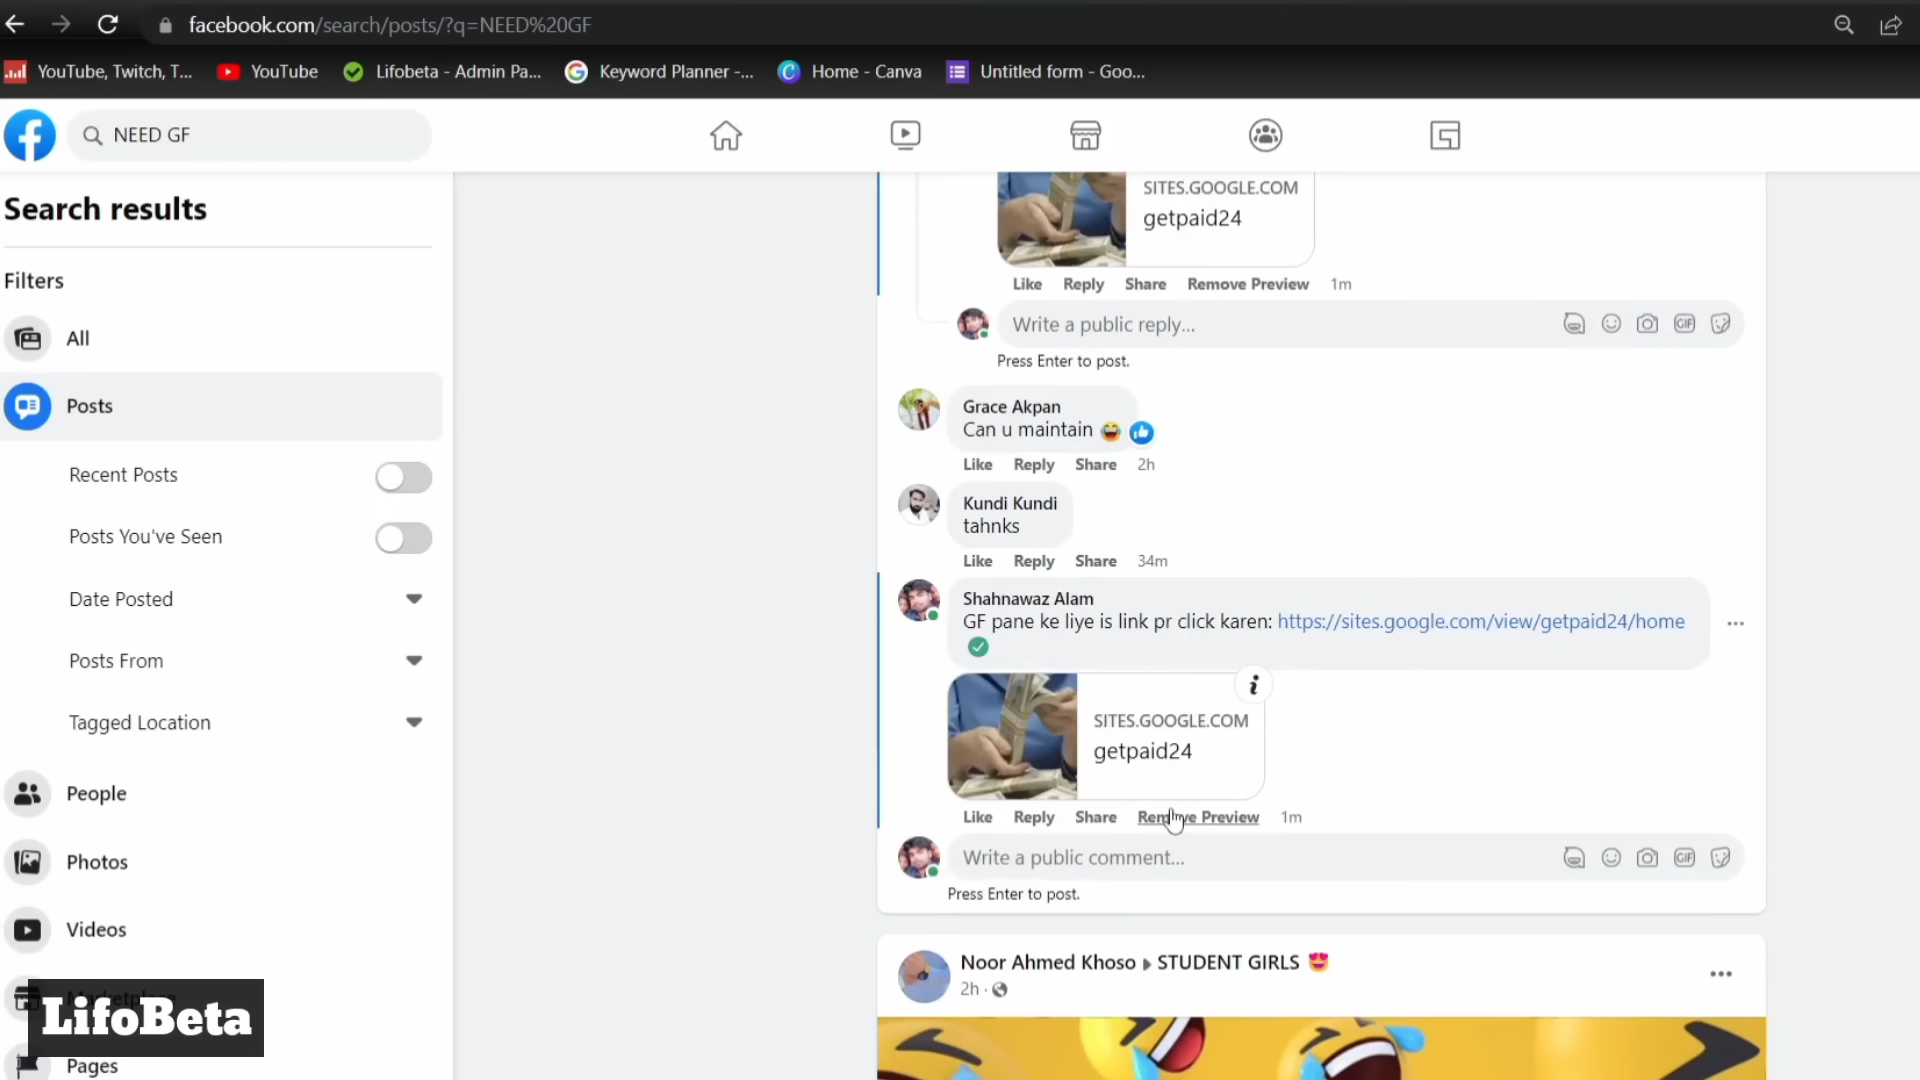 facebook.com/search/posts/?q=NEED%20GF
YouTube, Twitch, T...
YouTube
Lifobeta - Admin Pa...
Keyword Planner -...
Home - Canva
Untitled form - Goo...
NEED GF
Search results
Filters
All
Posts
Recent Posts
Posts You've Seen
Date Posted
Posts From
Tagged Location
People
Photos
Videos
Marketplace
LifoBeta
Pages
SITES.GOOGLE.COM
getpaid24
Like Reply Share Remove Preview 1m
Write a public reply...
GIF
Press Enter to post.
Grace Akpan
Can u maintain 😂
Like Reply Share 2h
Kundi Kundi
tahnks
Like Reply Share 34m
Shahnawaz Alam
GF pane ke liye is link pr click karen: https://sites.google.com/view/getpaid24/home
SITES.GOOGLE.COM
getpaid24
Like Reply Share Remove Preview 1m
Write a public comment...
GIF
Press Enter to post.
Noor Ahmed Khoso ▸ STUDENT GIRLS 😍
2h ·